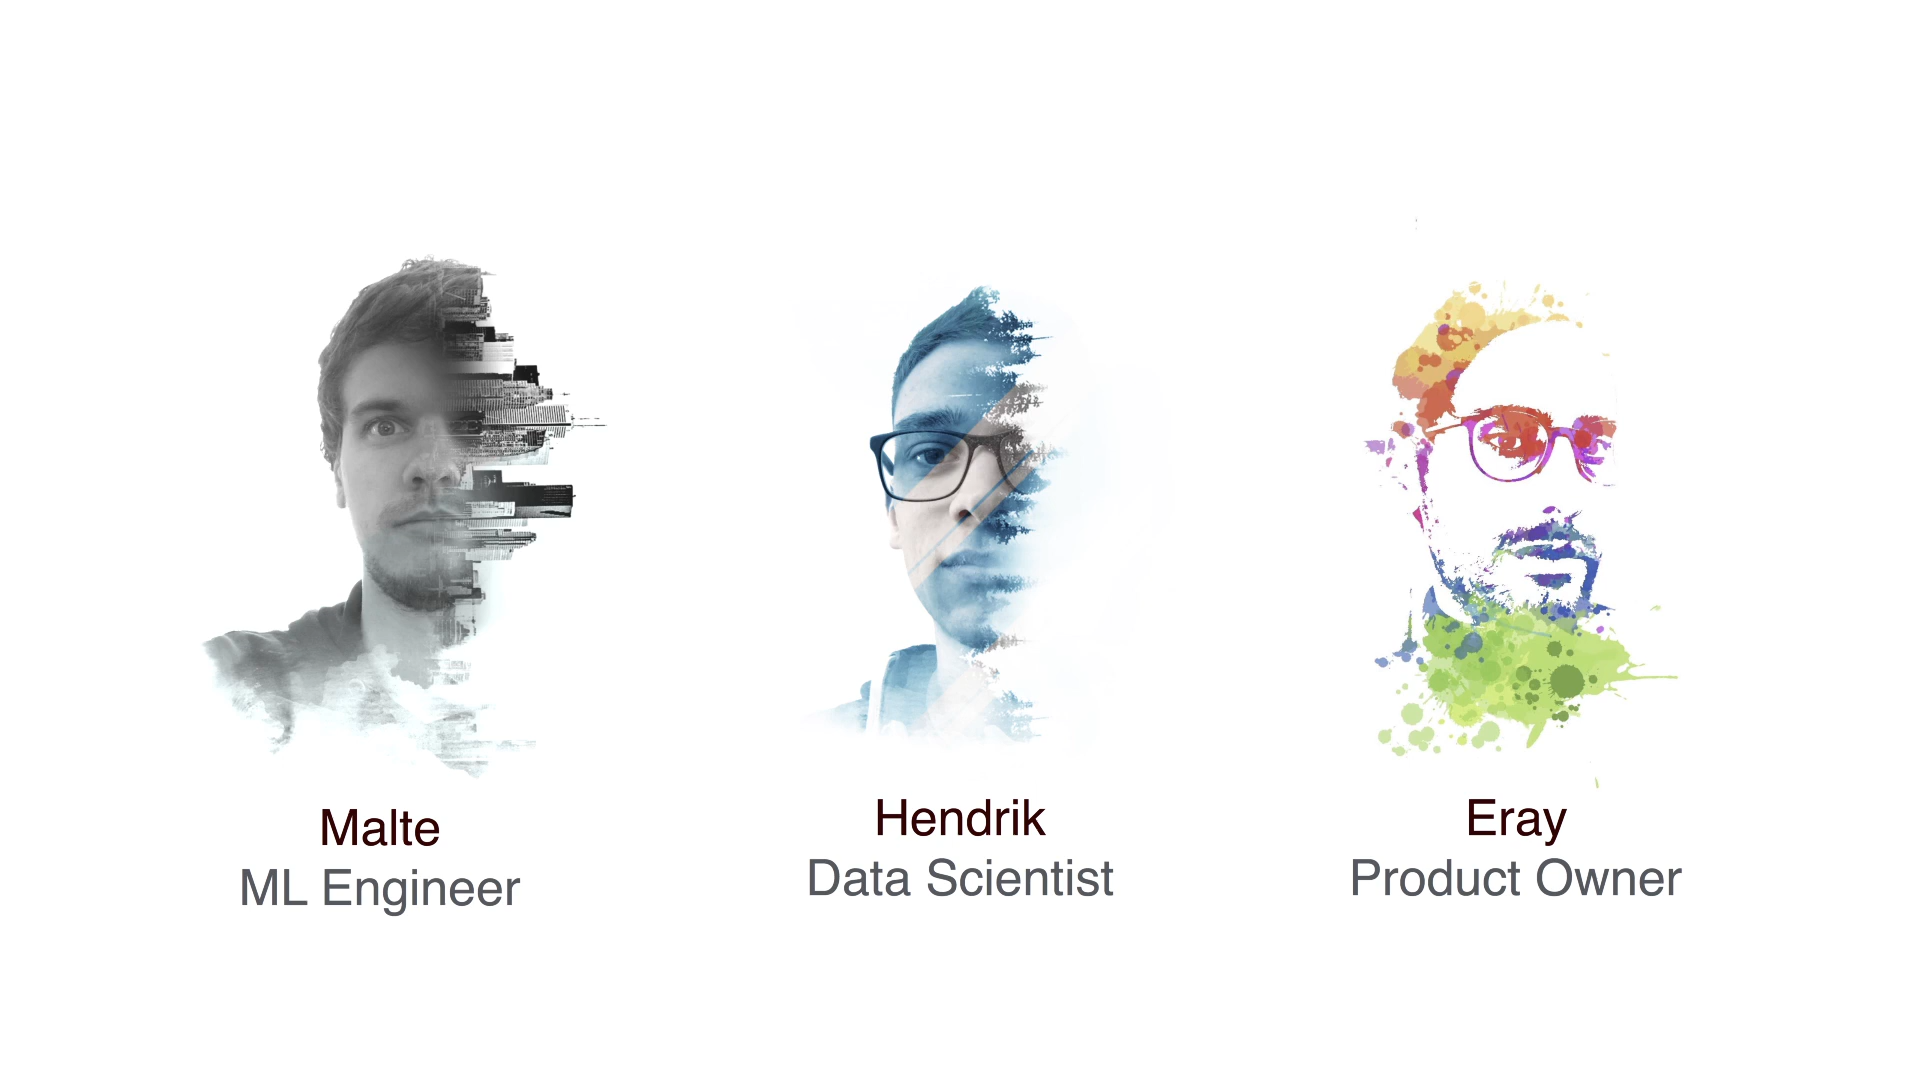 Malte
ML Engineer
Hendrik
Data Scientist
Eray
Product Owner